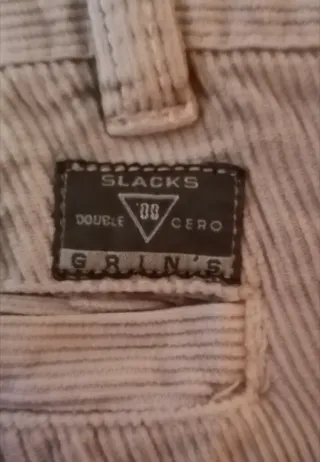 SLACKS
DOUBLE '00 CERO
GRIN'S